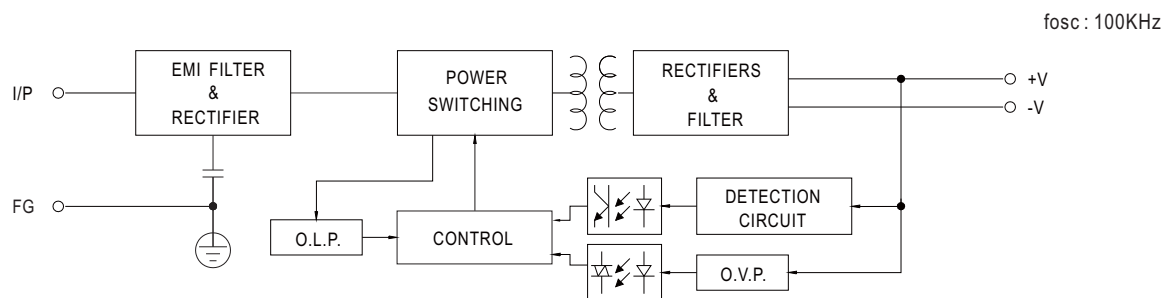 fosc : 100KHz
I/P
EMI FILTER
&
RECTIFIER
POWER
SWITCHING
RECTIFIERS
&
FILTER
+V
-V
FG
O.L.P.
CONTROL
DETECTION
CIRCUIT
O.V.P.